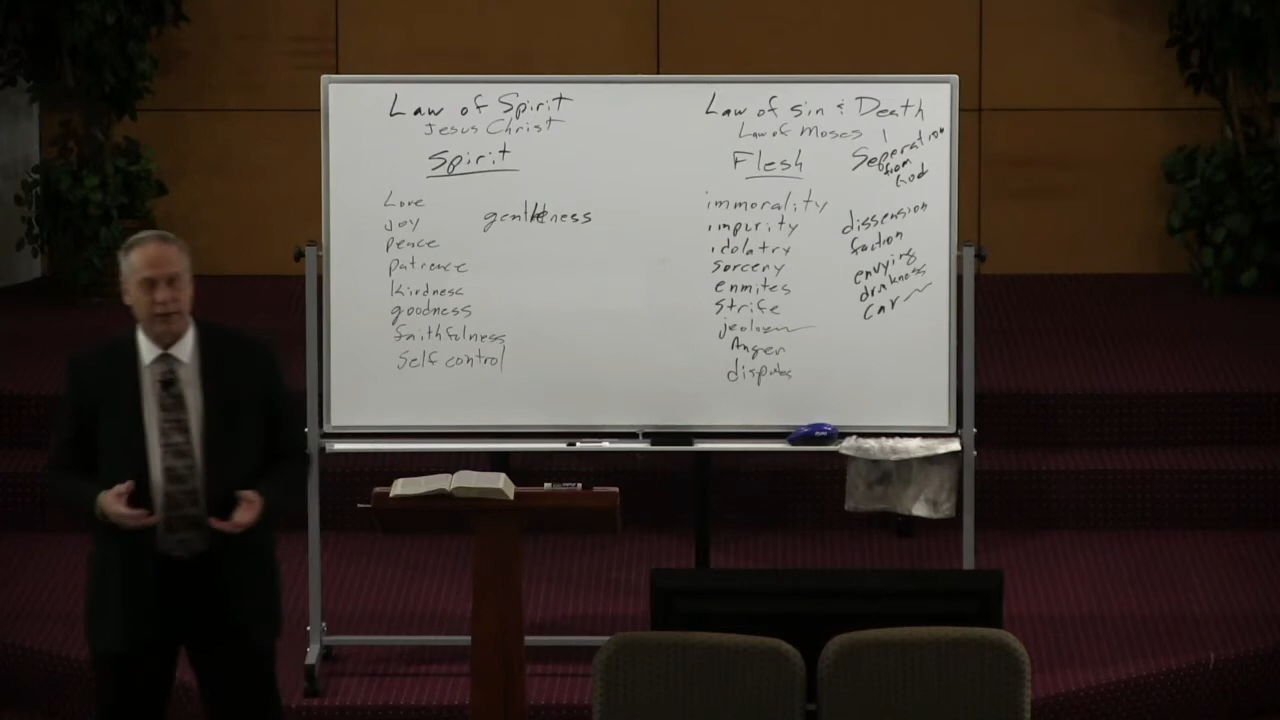 Law of Spirit
Jesus Christ
Spirit
Love
Joy
peace
patience
kindness
goodness
faithfulness
Self control
gentleness
Law of Sin & Death
Law of Moses
Flesh
Seperation
from
God
immorality
impurity
idolatry
sorcery
enmites
strife
Anger
disputes
dissension
faction
envying
drnkness
Car